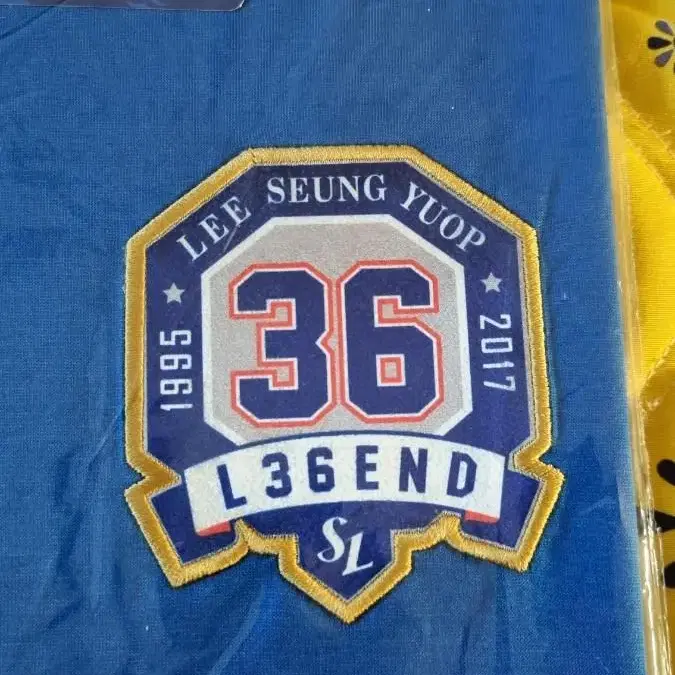 LEE SEUNG YUOP
1995
36
2017
L36END
SL